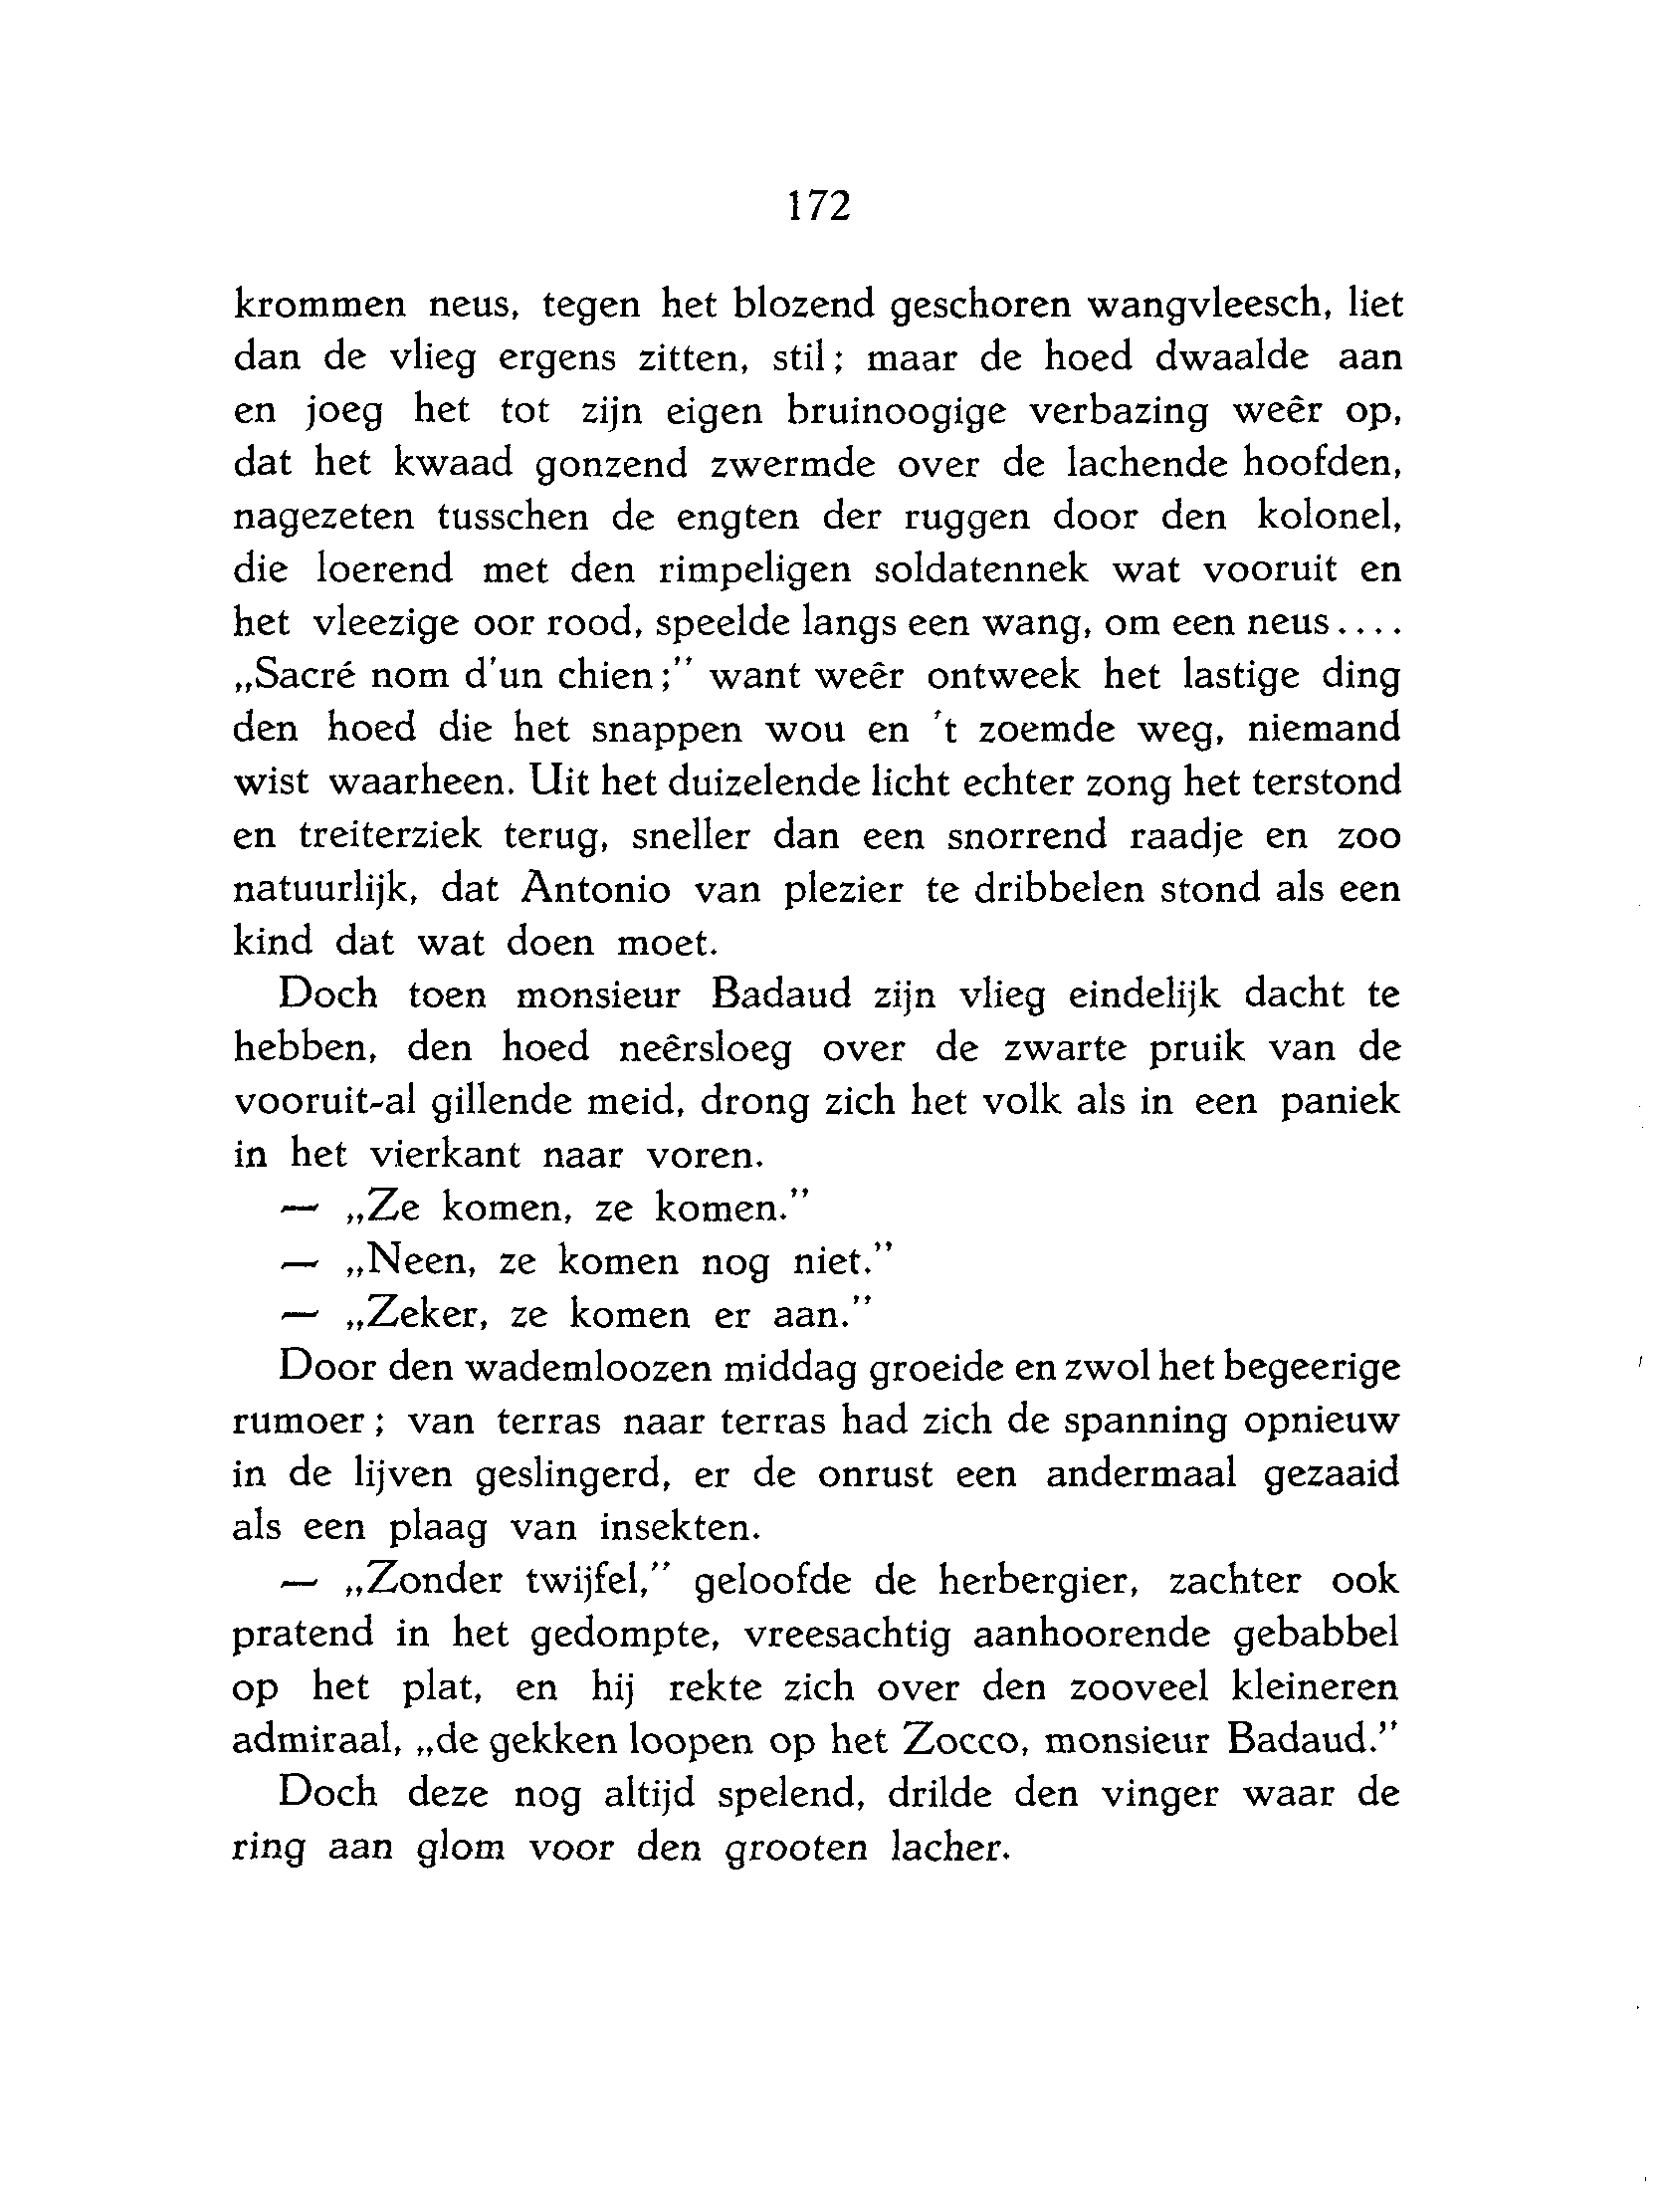 172
krommen neus, tegen het blozend geschoren wangvleesch, liet
dan de vlieg ergens zitten, stil; maar de hoed dwaalde aan
en joeg het tot zijn eigen bruinoogige verbazing weêr op,
dat het kwaad gonzend zwermde over de lachende hoofden,
nagezeten tusschen de engten der ruggen door den kolonel,
die loerend met den rimpeligen soldatennek wat vooruit en
het vleezige oor rood, speelde langs een wang, om een neus....
„Sacré nom d'un chien;" want weêr ontweek het lastige ding
den hoed die het snappen wou en 't zoemde weg, niemand
wist waarheen. Uit het duizelende licht echter zong het terstond
en treiterziek terug, sneller dan een snorrend raadje en zoo
natuurlijk, dat Antonio van plezier te dribbelen stond als een
kind dat wat doen moet.
Doch toen monsieur Badaud zijn vlieg eindelijk dacht te
hebben, den hoed neêrsloeg over de zwarte pruik van de
vooruit-al gillende meid, drong zich het volk als in een paniek
in het vierkant naar voren.
— „Ze komen, ze komen."
— „Neen, ze komen nog niet."
— „Zeker, ze komen er aan."
Door den wademloozen middag groeide en zwol het begeerige
rumoer; van terras naar terras had zich de spanning opnieuw
in de lijven geslingerd, er de onrust een andermaal gezaaid
als een plaag van insekten.
— „Zonder twijfel," geloofde de herbergier, zachter ook
pratend in het gedompte, vreesachtig aanhoorende gebabbel
op het plat, en hij rekte zich over den zooveel kleineren
admiraal, „de gekken loopen op het Zocco, monsieur Badaud."
Doch deze nog altijd spelend, drilde den vinger waar de
ring aan glom voor den grooten lacher.